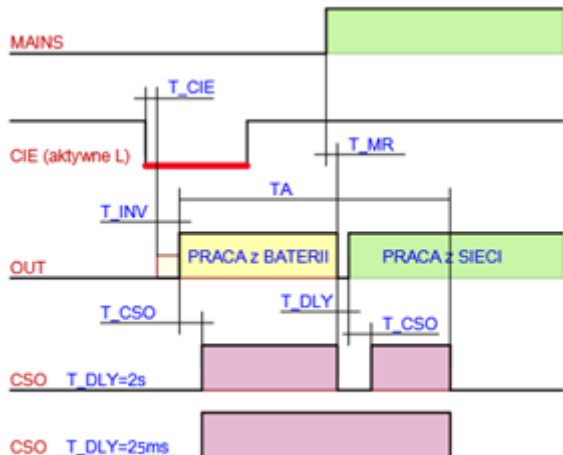 MAINS
T_CIE
CIE (aktywne L)
T_MR
TA
T_INV
PRACA z BATERII
PRACA z SIECI
OUT
T_DLY
T_CSO
T_CSO
CSO T_DLY=2s
CSO T_DLY=25ms